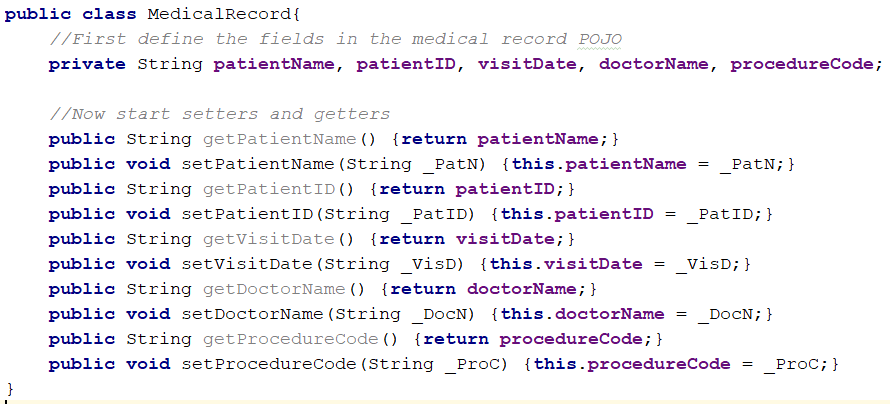 public class MedicalRecord{
//First define the fields in the medical record POJO
private String patientName, patientID, visitDate, doctorName, procedureCode;
//Now start setters and getters
public String getPatientName() {return patientName;}
public void setPatientName(String _PatN) {this.patientName = _PatN;}
public String getPatientID() {return patientID;}
public void setPatientID(String _PatID) {this.patientID = _PatID;}
public String getVisitDate() {return visitDate;}
public void setVisitDate(String _VisD) {this.visitDate = _VisD;}
public String getDoctorName() {return doctorName;}
public void setDoctorName(String _DocN) {this.doctorName = _DocN;}
public String getProcedureCode() {return procedureCode;}
public void setProcedureCode(String _ProC) {this.procedureCode = _ProC;}
}